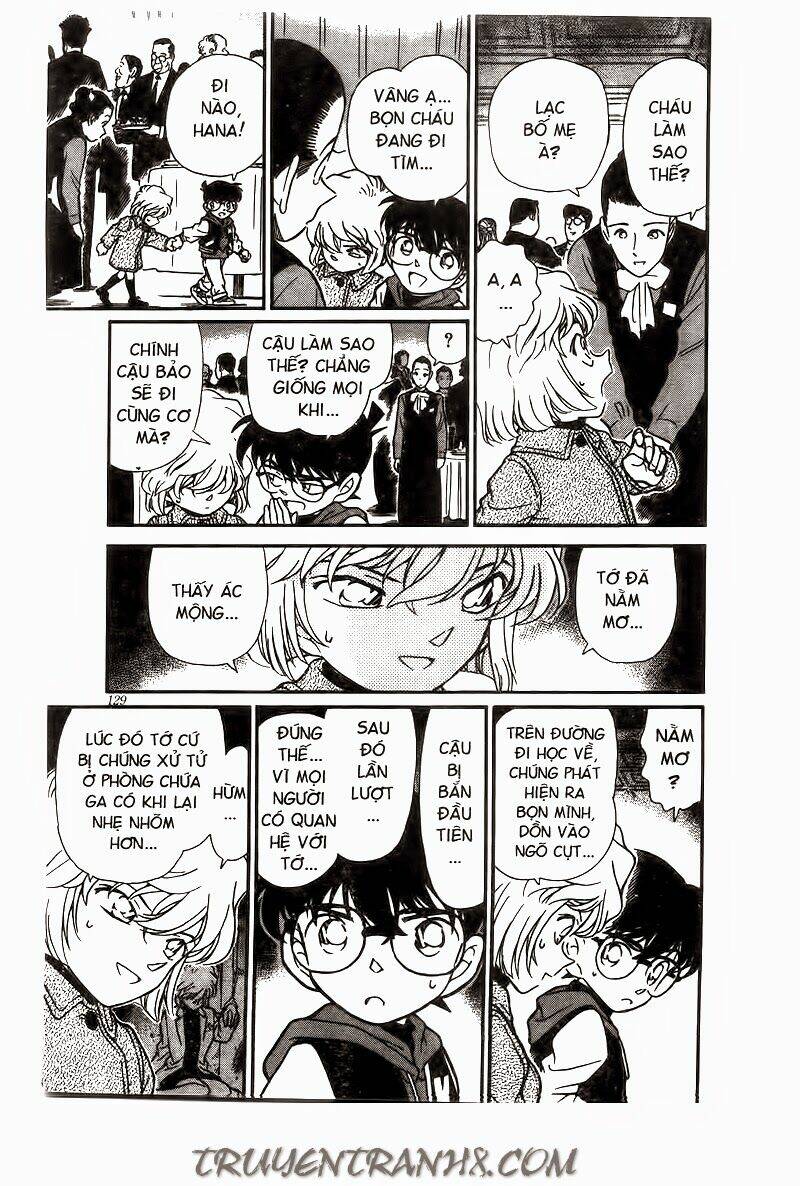 CHÁU
LÀM
SAO
THẾ?
LẠC
BỐ MẸ
À?
A, A
...
VÂNG Ạ...
BỌN CHÁU
ĐANG ĐI
TÌM...
ĐI
NÀO,
HANA!
?
CẬU LÀM SAO
THẾ? CHẲNG
GIỐNG MỌI
KHI...
CHÍNH
CẬU BẢO
SẼ ĐI
CÙNG CƠ
MÀ?
TỚ ĐÃ
NẰM
MƠ...
THẤY ÁC
MỘNG...
129
NẰM
MƠ
?
TRÊN ĐƯỜNG
ĐI HỌC VỀ,
CHÚNG PHÁT
HIỆN RA
BỌN MÌNH,
DỒN VÀO
NGÕ CỤT...
CẬU
BỊ
BẮN
ĐẦU
TIÊN
...
SAU
ĐÓ
LẦN
LƯỢT
...
ĐÚNG
THẾ...
VÌ MỌI
NGƯỜI
CÓ QUAN
HỆ VỚI
TỚ...
HỪM
...
LÚC ĐÓ TỚ CỨ
BỊ CHÚNG XỬ TỬ
Ở PHÒNG CHỨA
GA CÓ KHI LẠI
NHẸ NHÕM
HƠN...
TRUYENTRANH8.COM